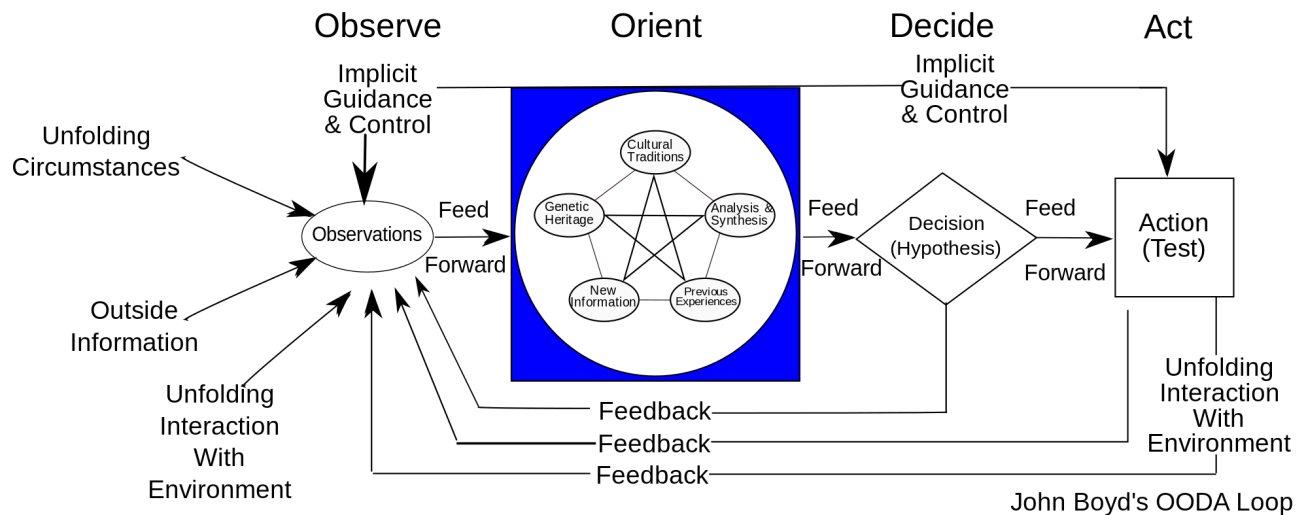 Observe
Orient
Decide
Act
Implicit
Guidance
& Control
Implicit
Guidance
& Control
Unfolding
Circumstances
Observations
Outside
Information
Unfolding
Interaction
With
Environment
Feed
Forward
Cultural
Traditions
Genetic
Heritage
Analysis &
Synthesis
New
Information
Previous
Experiences
Feed
Forward
Decision
(Hypothesis)
Feed
Forward
Action
(Test)
Unfolding
Interaction
With
Environment
Feedback
Feedback
Feedback
John Boyd's OODA Loop